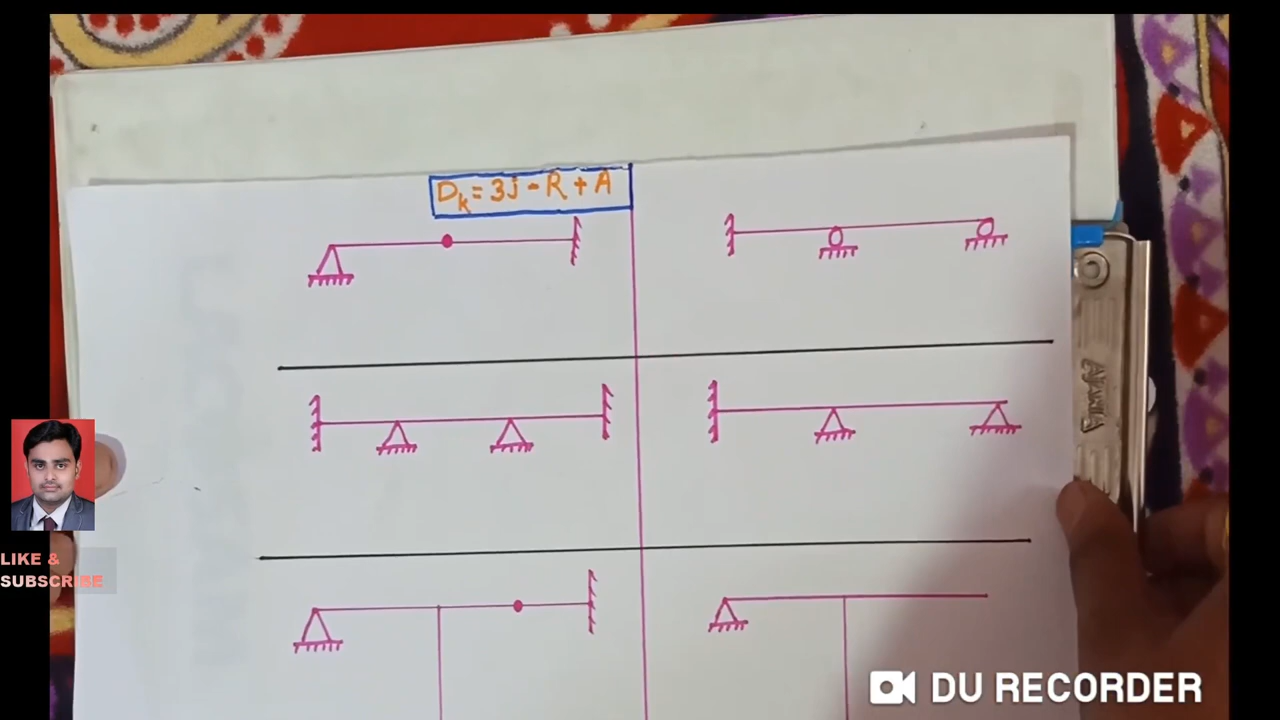 Dk = 3j - R + A
LIKE &
SUBSCRIBE
DU RECORDER